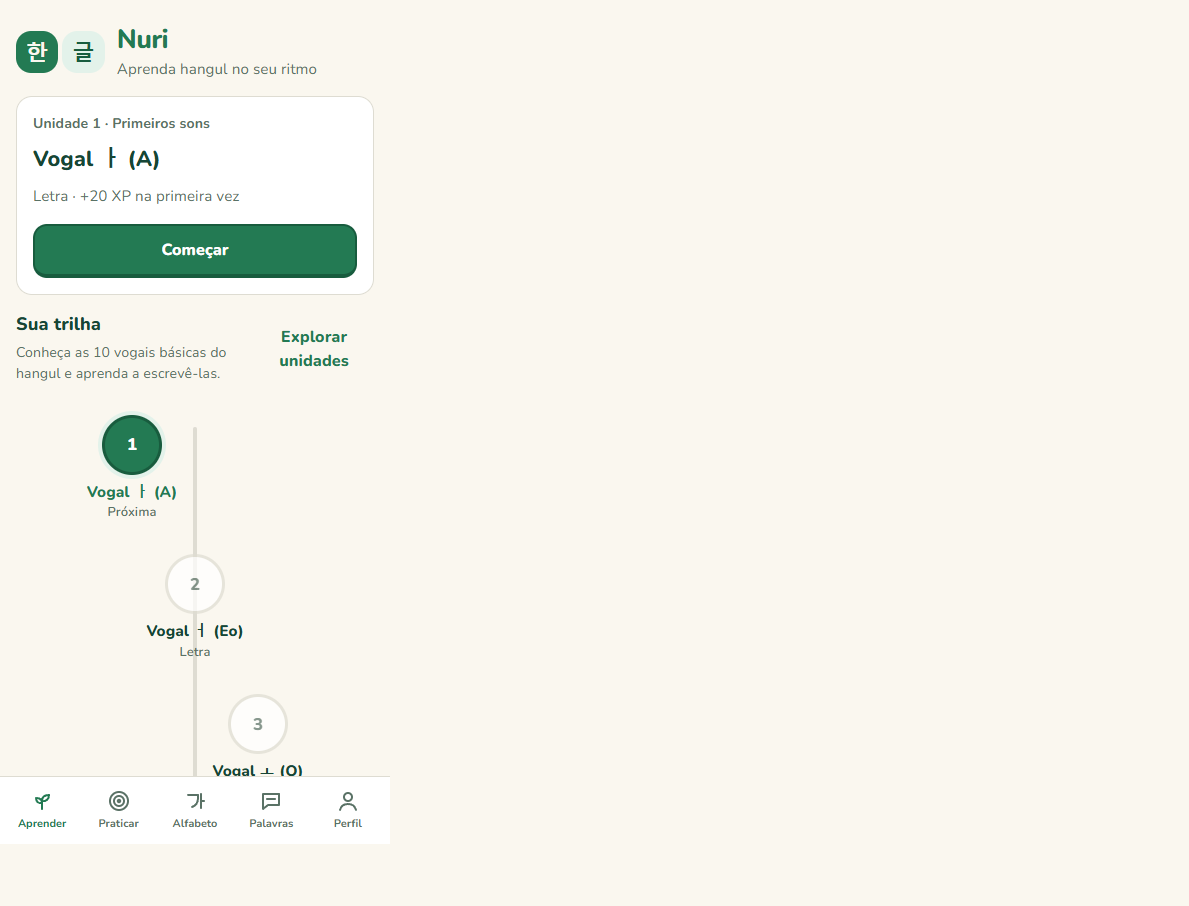 한 글 Nuri
Aprenda hangul no seu ritmo
Unidade 1 · Primeiros sons
Vogal ㅏ (A)
Letra · +20 XP na primeira vez
Começar
Sua trilha
Conheça as 10 vogais básicas do
hangul e aprenda a escrevê-las.
Explorar
unidades
1
Vogal ㅏ (A)
Próxima
2
Vogal ㅓ (Eo)
Letra
3
Vogal ㅗ (O)
가
Aprender Praticar Alfabeto Palavras Perfil